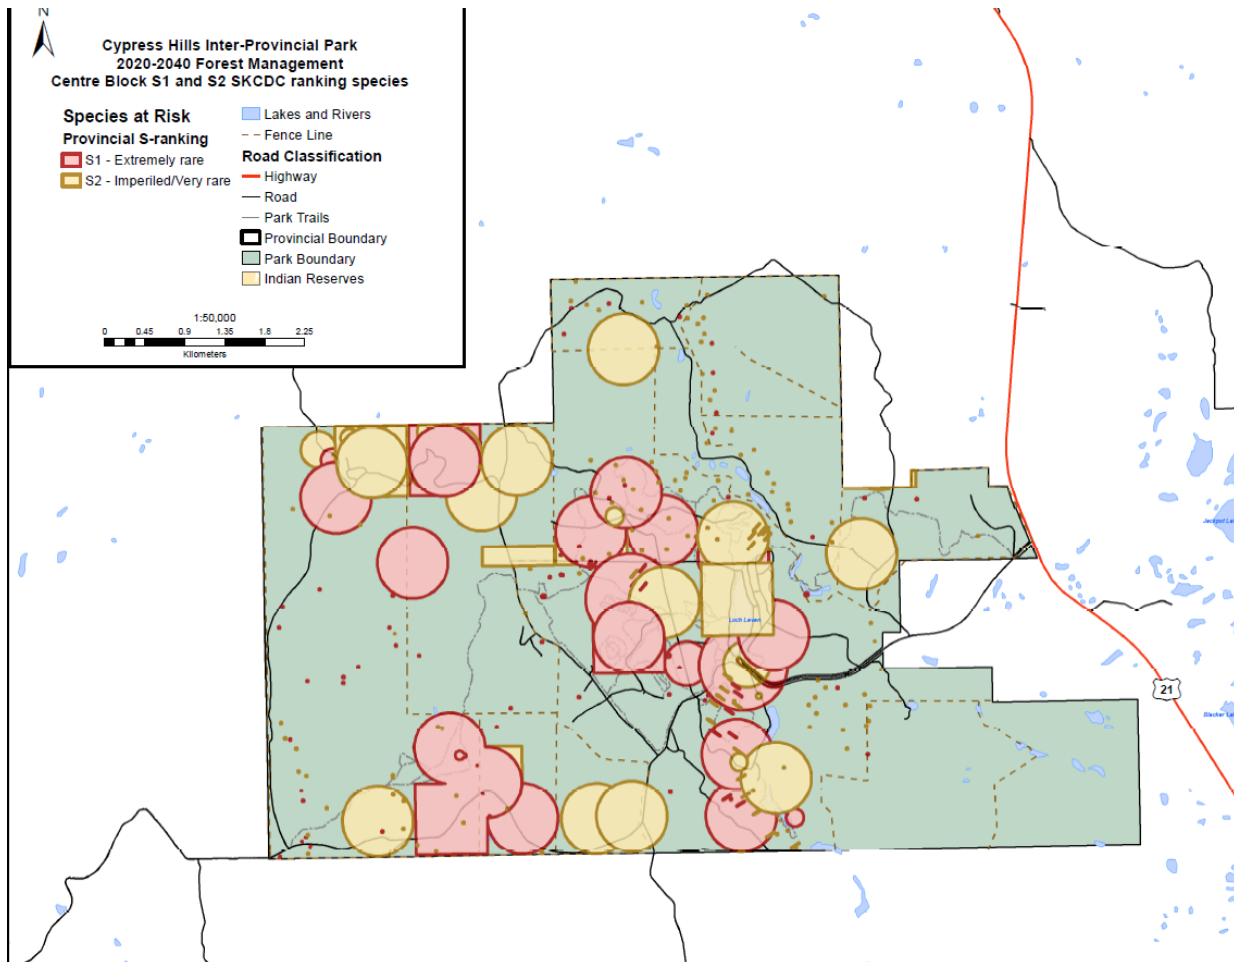 N
Cypress Hills Inter-Provincial Park
2020-2040 Forest Management
Centre Block S1 and S2 SKCDC ranking species
Species at Risk
Provincial S-ranking
S1 - Extremely rare
S2 - Imperiled/Very rare
Lakes and Rivers
Fence Line
Road Classification
Highway
Road
Park Trails
Provincial Boundary
Park Boundary
Indian Reserves
1:50,000
0 0.45 0.9 1.35 1.8 2.25
Kilometers
Loch Leven
21